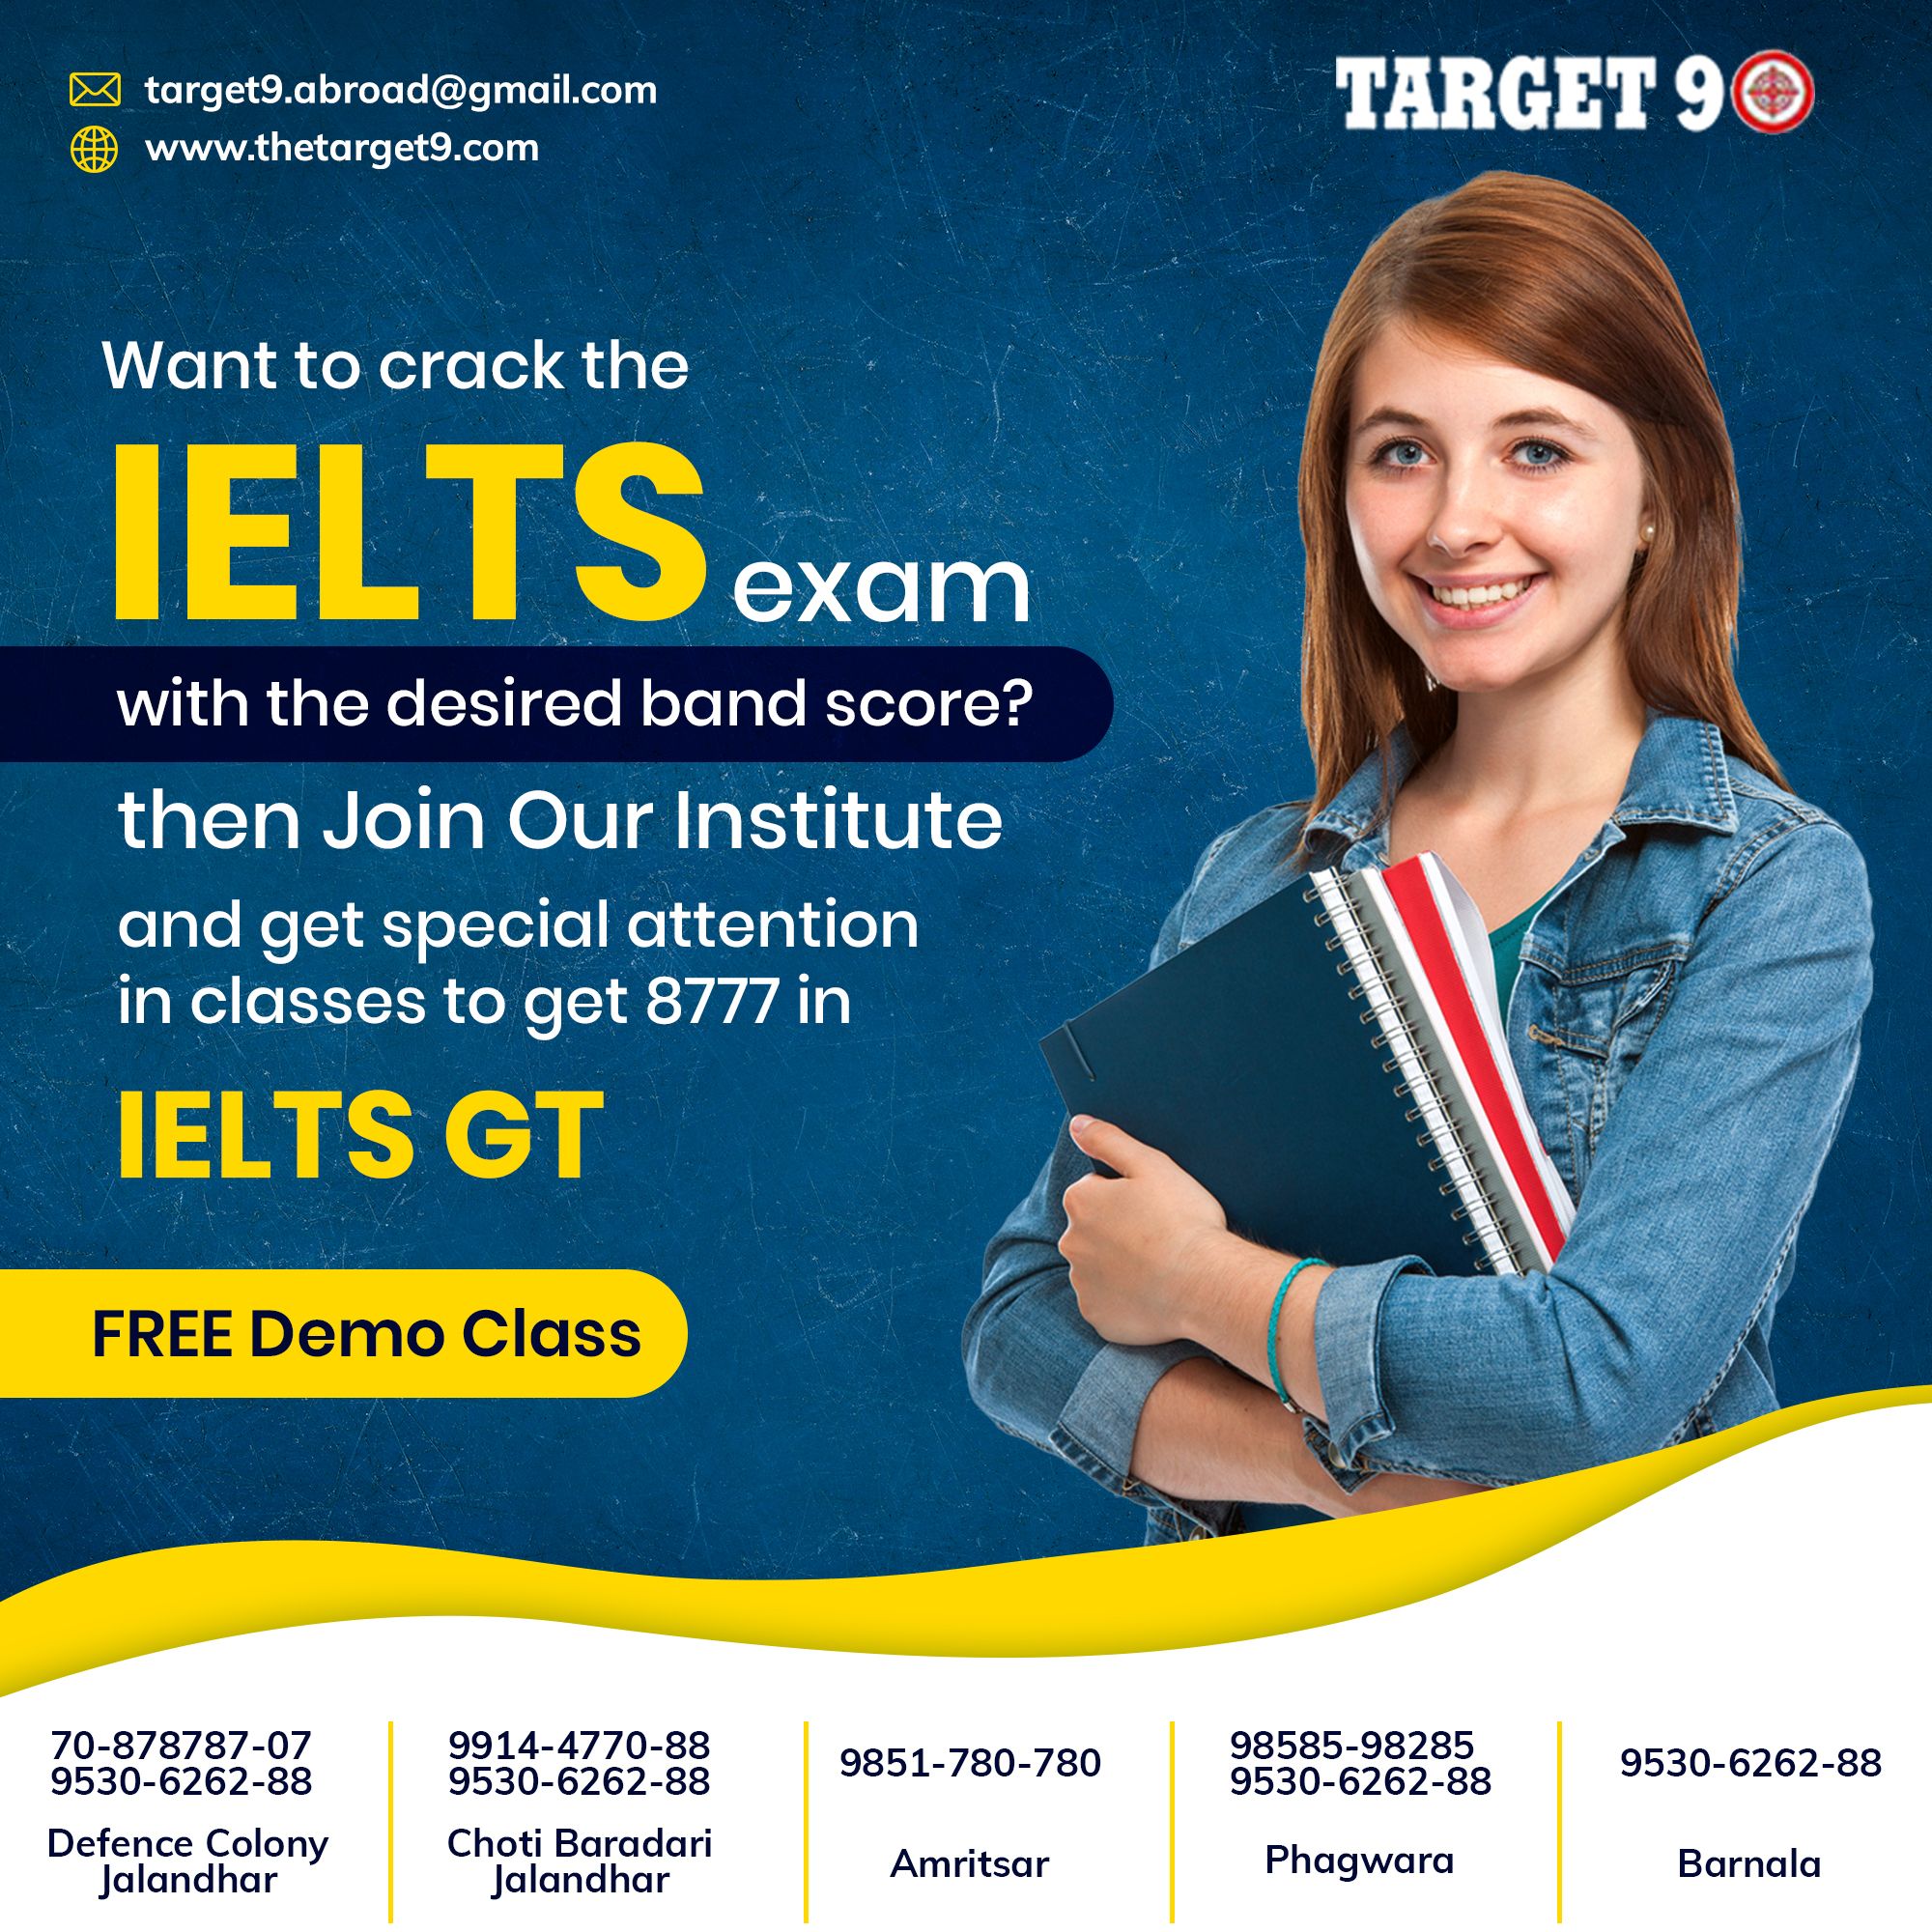 target9.abroad@gmail.com
www.thetarget9.com
TARGET 9
Want to crack the
IELTS exam
with the desired band score?
then Join Our Institute
and get special attention
in classes to get 8777 in
IELTS GT
FREE Demo Class
70-878787-07
9530-6262-88
Defence Colony
Jalandhar
9914-4770-88
9530-6262-88
Choti Baradari
Jalandhar
9851-780-780
Amritsar
98585-98285
9530-6262-88
Phagwara
9530-6262-88
Barnala